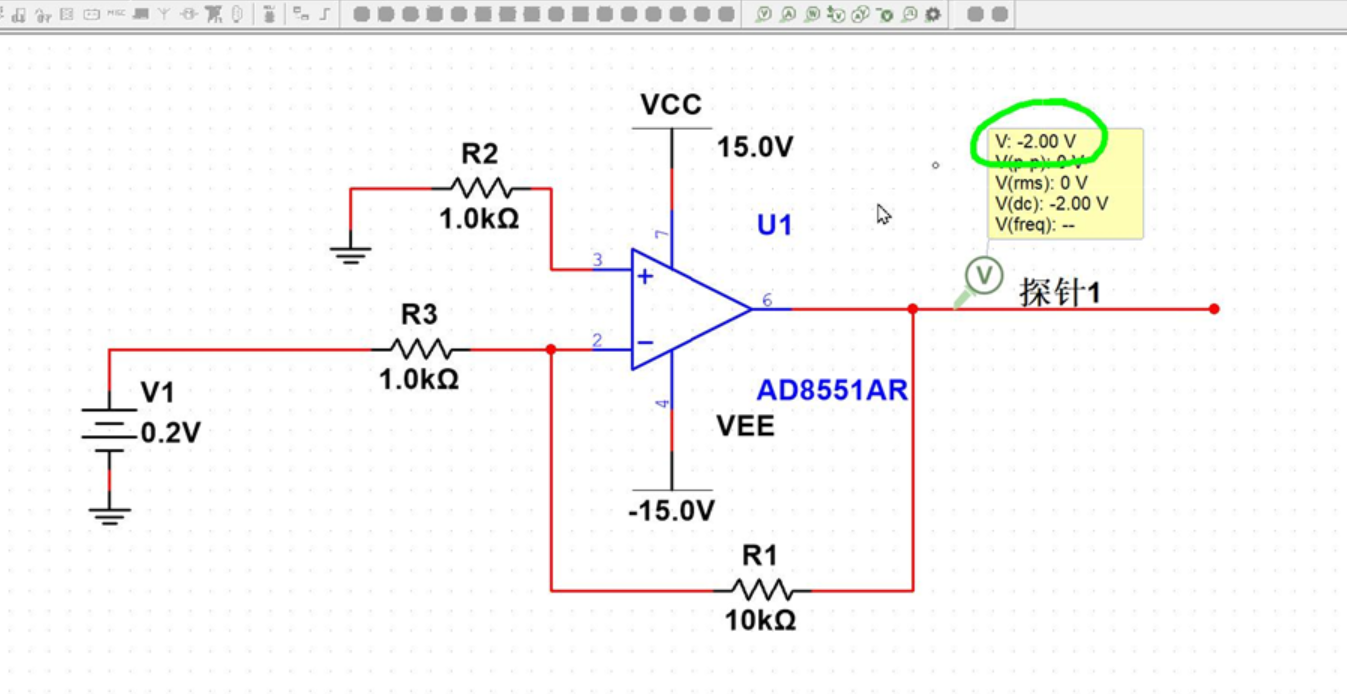 VCC
15.0V
R2
1.0kΩ
V: -2.00 V
V(p-p): 0 V
V(rms): 0 V
V(dc): -2.00 V
V(freq): --
U1
7
3
+
6
V
探针1
R3
1.0kΩ
2
−
4
AD8551AR
VEE
-15.0V
V1
0.2V
R1
10kΩ